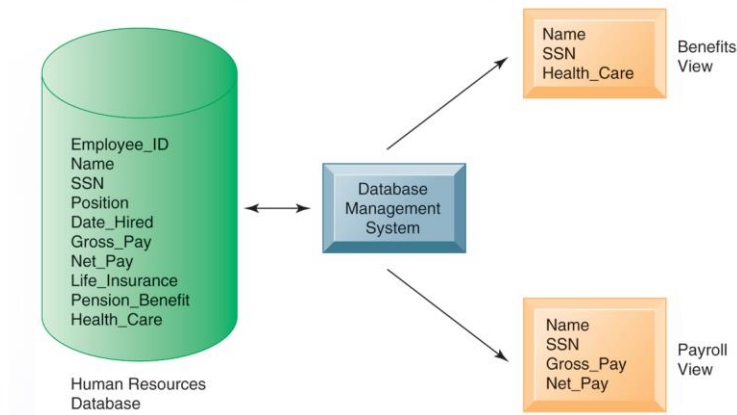 Employee_ID
Name
SSN
Position
Date_Hired
Gross_Pay
Net_Pay
Life_Insurance
Pension_Benefit
Health_Care
Human Resources
Database
Database
Management
System
Name
SSN
Health_Care
Benefits
View
Name
SSN
Gross_Pay
Net_Pay
Payroll
View